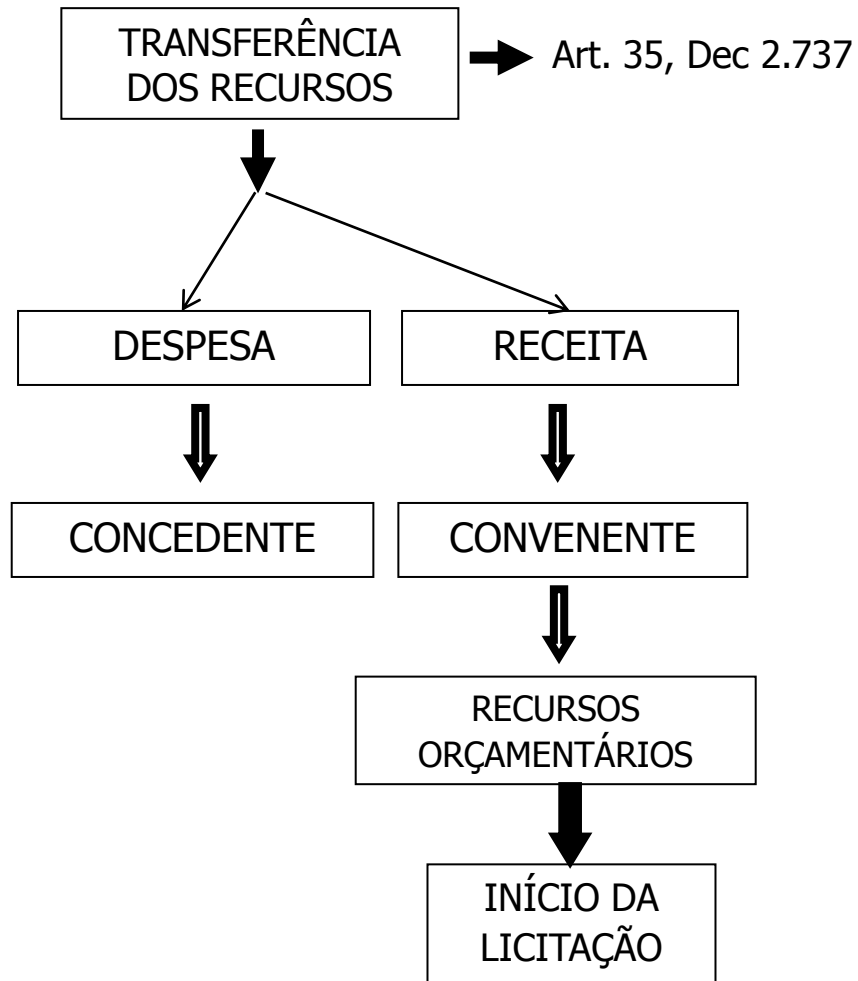 TRANSFERÊNCIA
DOS RECURSOS
Art. 35, Dec 2.737
DESPESA
RECEITA
CONCEDENTE
CONVENENTE
RECURSOS
ORÇAMENTÁRIOS
INÍCIO DA
LICITAÇÃO